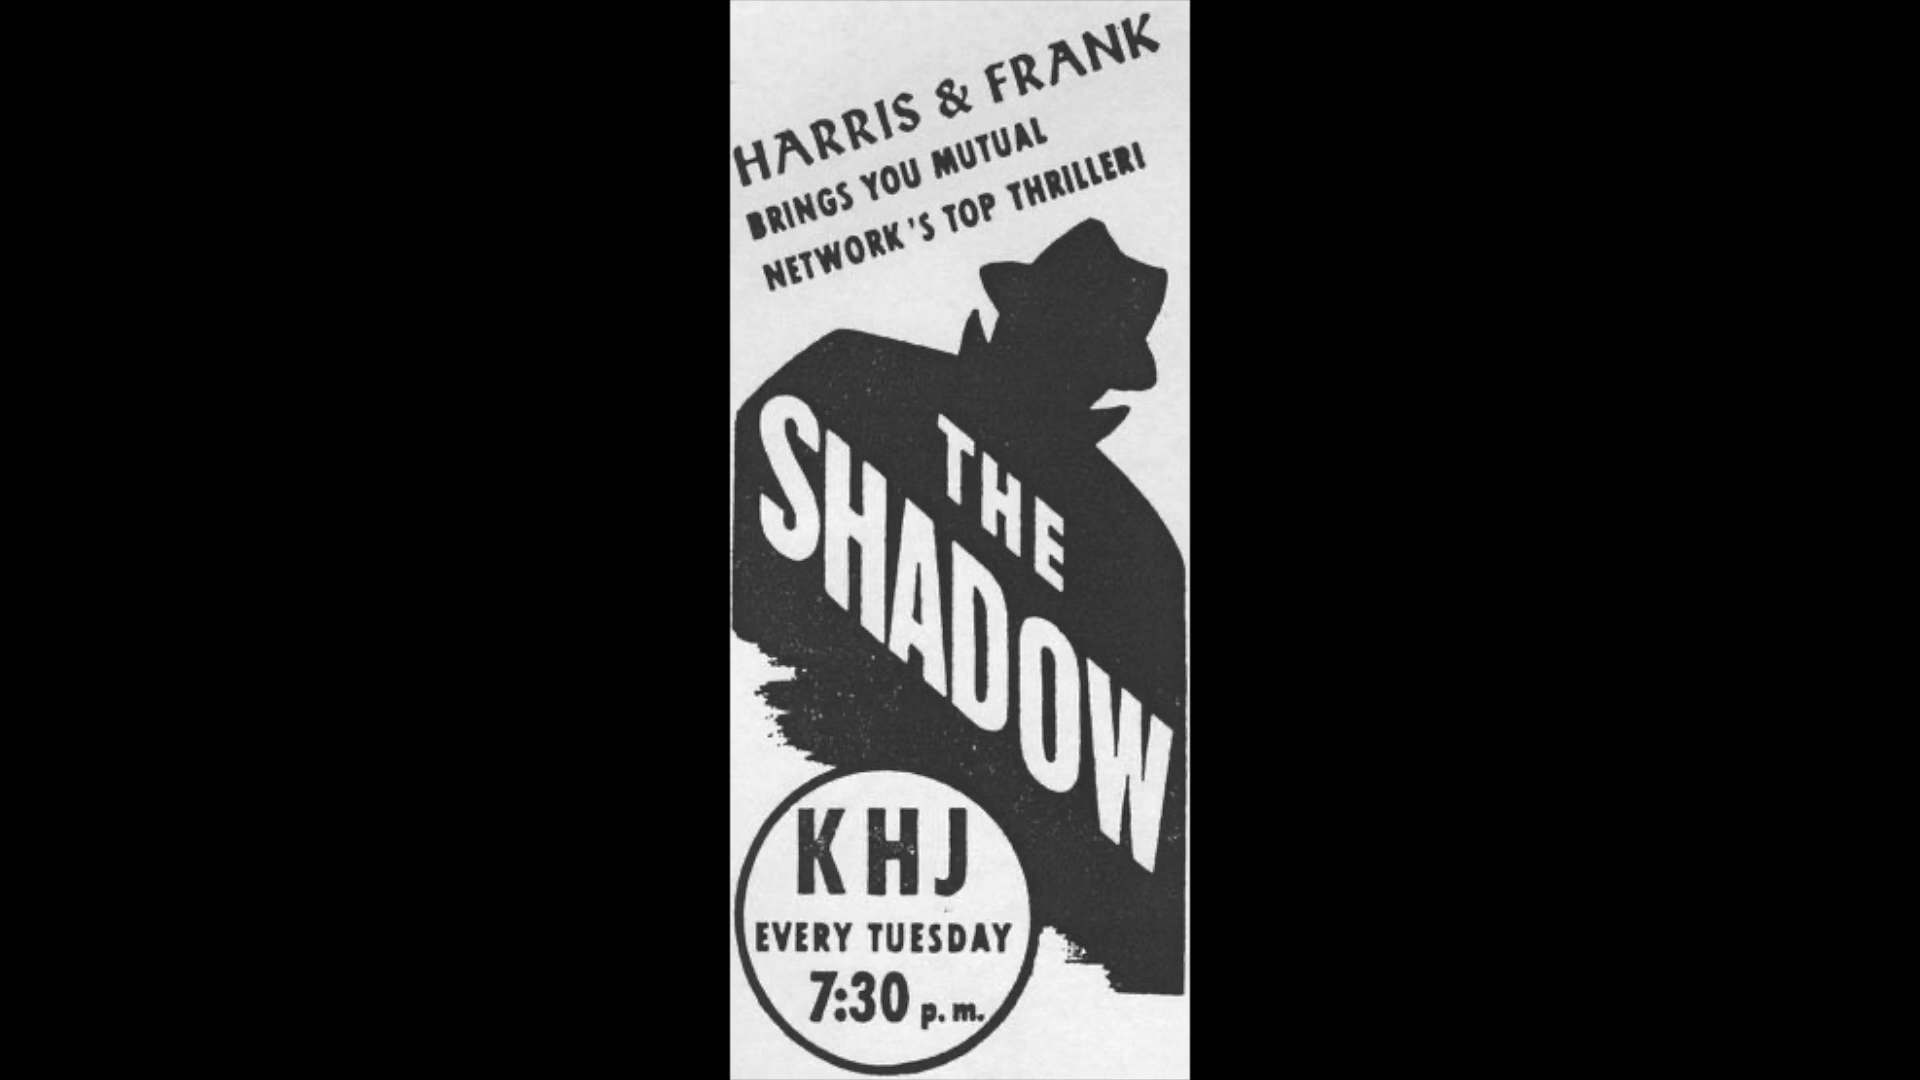 HARRIS & FRANK
BRINGS YOU MUTUAL
NETWORK'S TOP THRILLER!
THE
SHADOW
KHJ
EVERY TUESDAY
7:30 p.m.